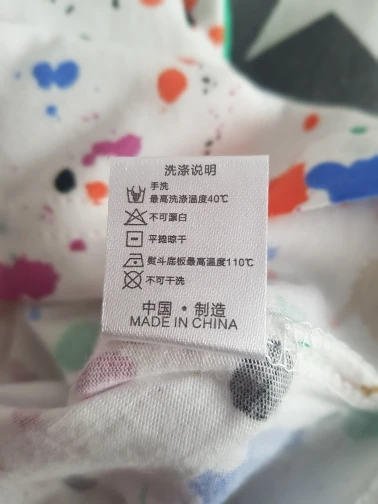 洗涤说明
手洗
最高洗涤温度40℃
不可漂白
平摊晾干
熨斗底板最高温度110℃
不可干洗
中国·制造
MADE IN CHINA